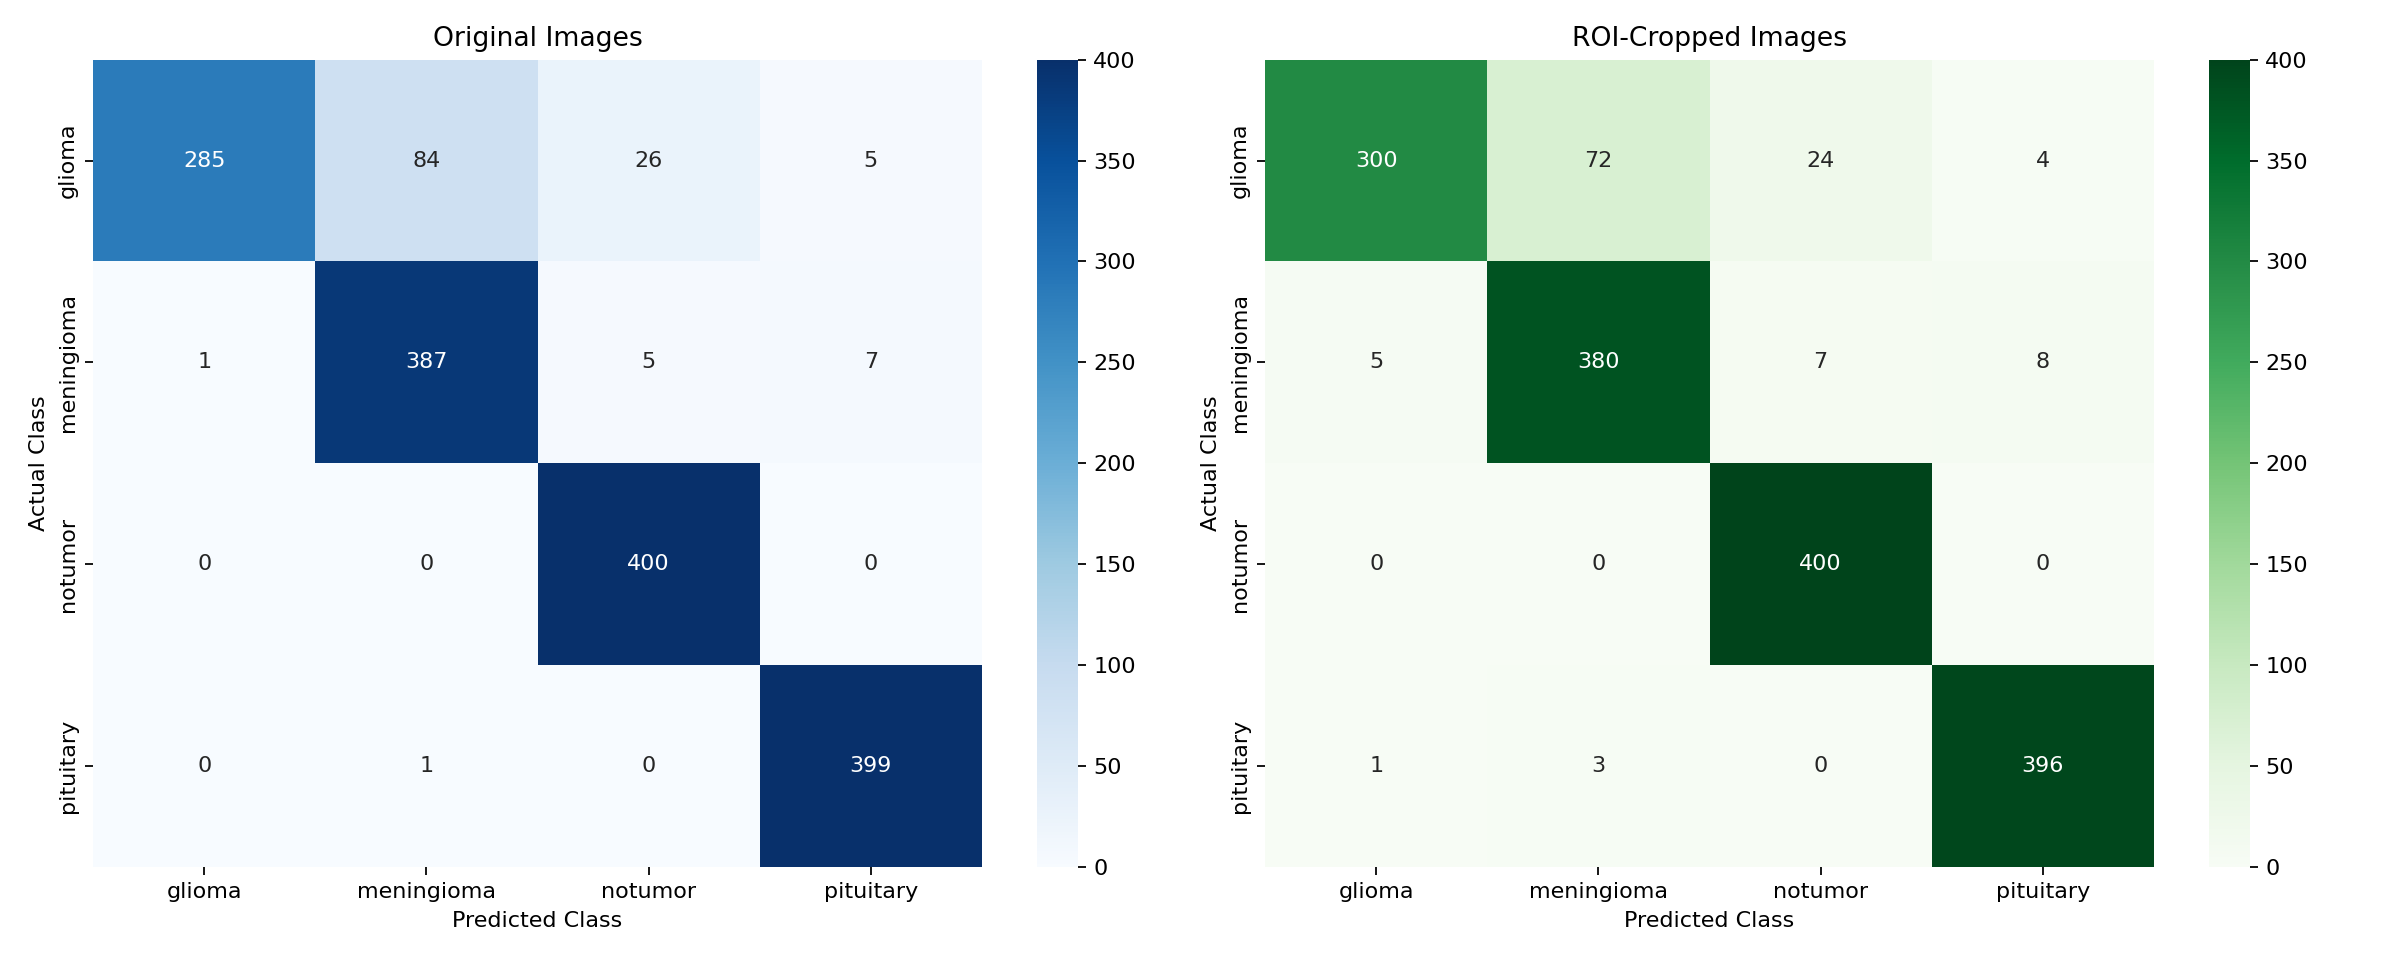 Original Images
Actual Class
glioma
meningioma
notumor
pituitary
285 84 26 5
1 387 5 7
0 0 400 0
0 1 0 399
glioma meningioma notumor pituitary
Predicted Class
400
350
300
250
200
150
100
50
0
ROI-Cropped Images
Actual Class
glioma
meningioma
notumor
pituitary
300 72 24 4
5 380 7 8
0 0 400 0
1 3 0 396
glioma meningioma notumor pituitary
Predicted Class
400
350
300
250
200
150
100
50
0